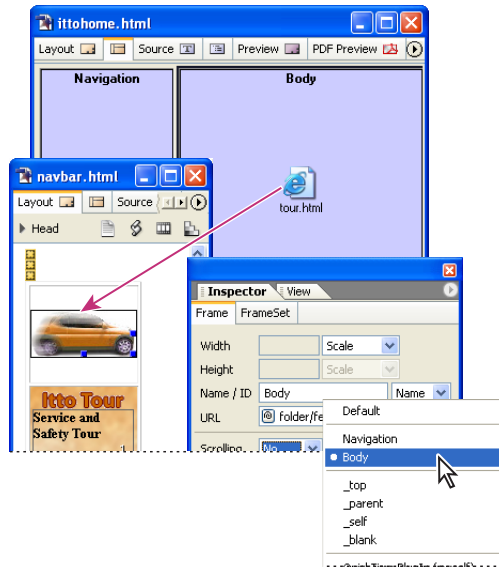 ittohome.html
Layout Source Preview PDF Preview
Navigation Body
tour.html
navbar.html
Layout Source
Head
Itto Tour
Service and
Safety Tour
Inspector View
Frame FrameSet
Width Scale
Height Scale
Name / ID Body Name
URL folder/fe
Scrolling No
Default
Navigation
Body
_top
_parent
_self
_blank